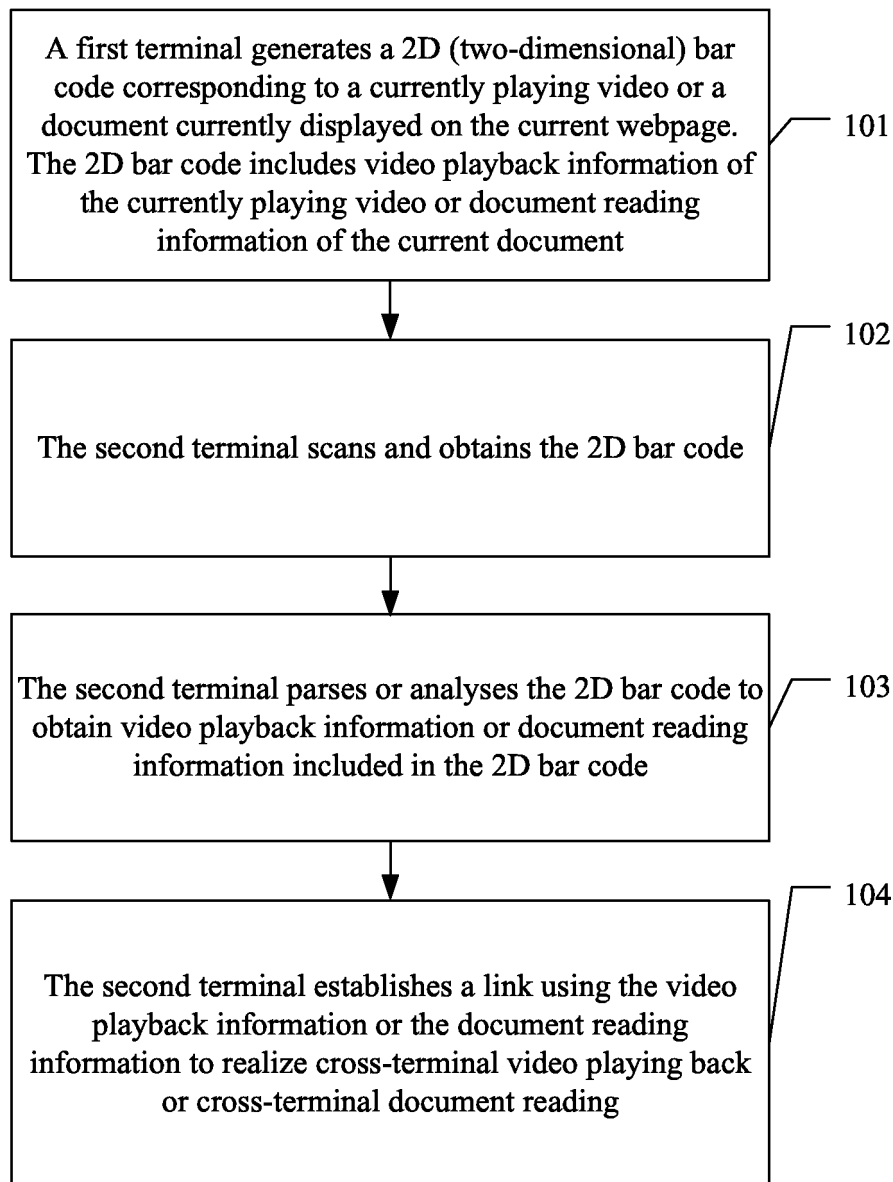 A first terminal generates a 2D (two-dimensional) bar
code corresponding to a currently playing video or a
document currently displayed on the current webpage.
The 2D bar code includes video playback information of
the currently playing video or document reading
information of the current document
101
The second terminal scans and obtains the 2D bar code
102
The second terminal parses or analyses the 2D bar code to
obtain video playback information or document reading
information included in the 2D bar code
103
The second terminal establishes a link using the video
playback information or the document reading
information to realize cross-terminal video playing back
or cross-terminal document reading
104